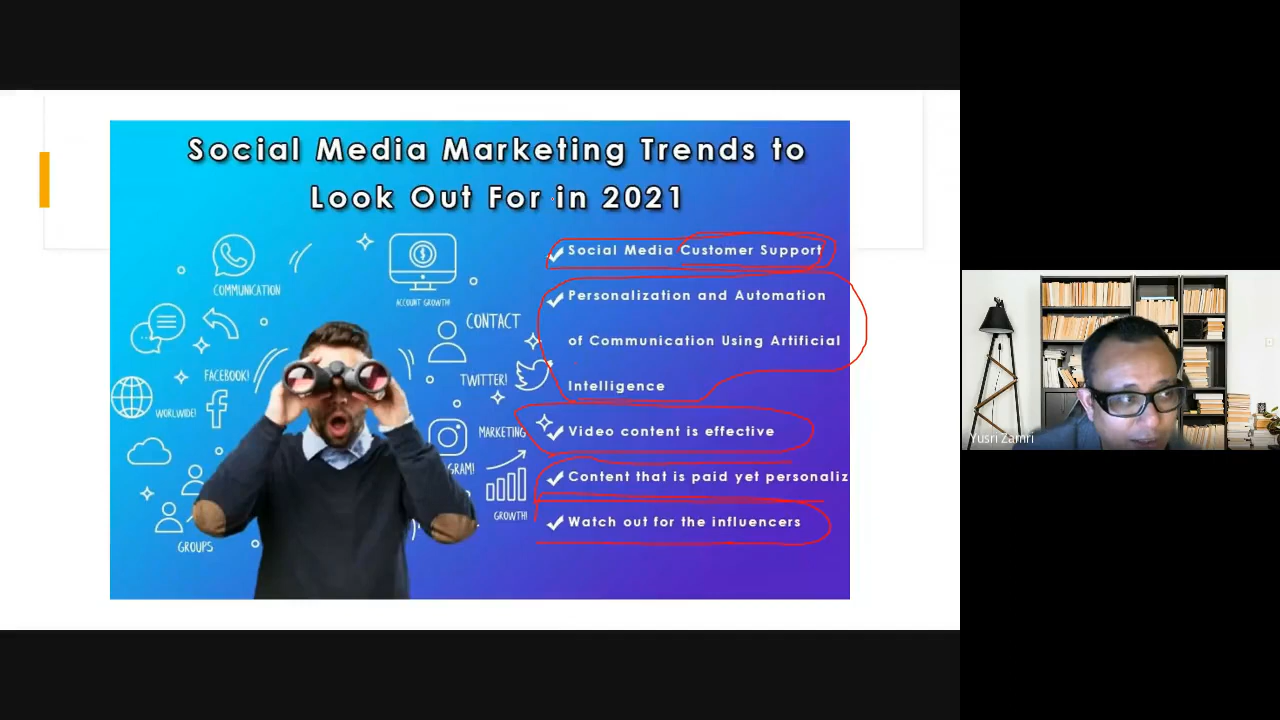 Social Media Marketing Trends to
Look Out For in 2021
Social Media Customer Support
Personalization and Automation
of Communication Using Artificial
Intelligence
Video content is effective
Content that is paid yet personaliz
Watch out for the influencers
COMMUNICATION
ACCOUNT GROWTH!
CONTACT
FACEBOOK!
TWITTER!
WORLWIDE!
MARKETING
GRAM!
GROWTH!
GROUPS
Yusri Zamri